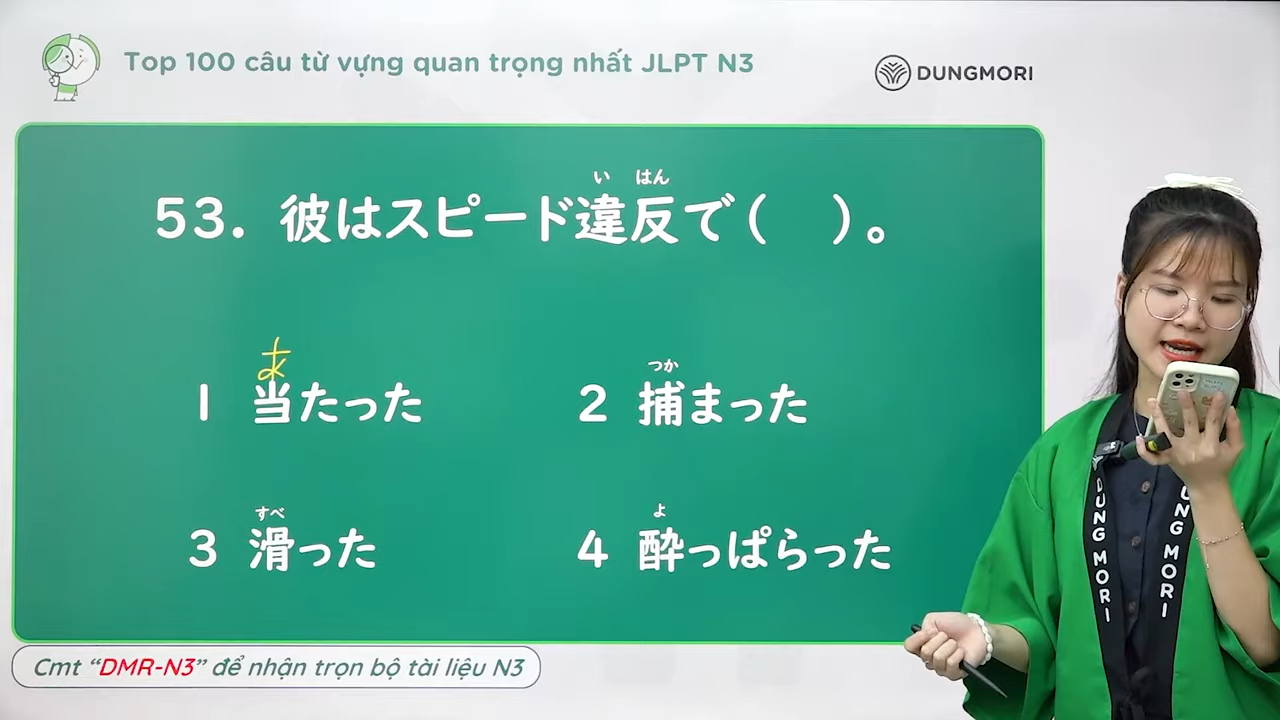 Top 100 câu từ vựng quan trọng nhất JLPT N3
DUNGMORI
い はん
53. 彼はスピード違反で( )。
あ
1 当たった
つか
2 捕まった
すべ
3 滑った
よ
4 酔っぱらった
Cmt “DMR-N3” để nhận trọn bộ tài liệu N3
DUNG MORI
UNG MORI